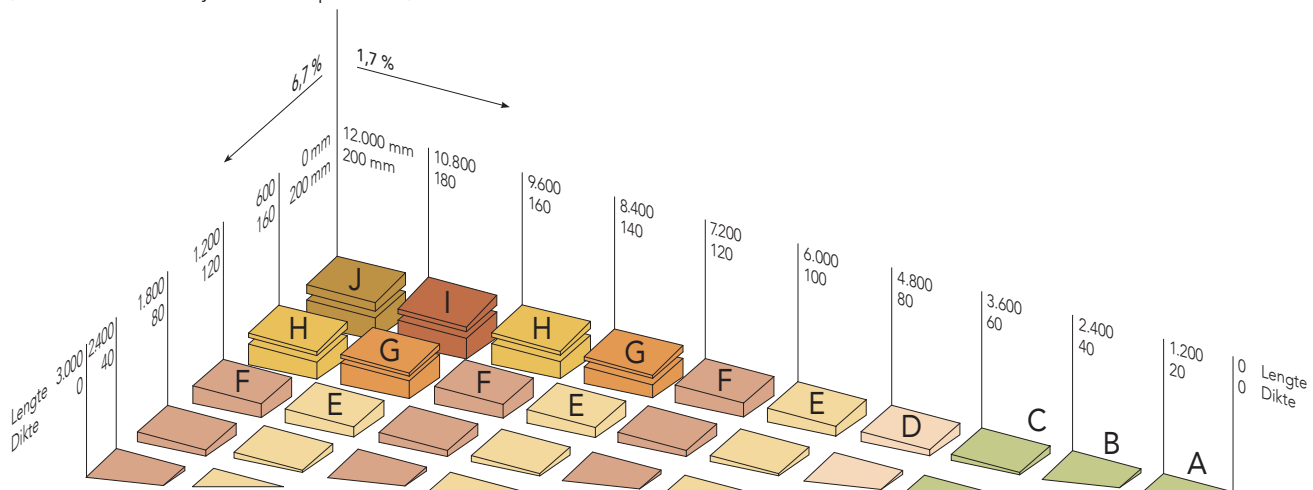 6,7 %
1,7 %
0 mm
200 mm
12.000 mm
200 mm
10.800
180
9.600
160
8.400
140
7.200
120
6.000
100
4.800
80
3.600
60
2.400
40
1.200
20
0 Lengte
0 Dikte
600
160
1.200
120
1.800
80
2.400
40
Lengte 3.000
Dikte 0
J
I
H
H
G
G
F
F
F
E
E
E
D
C
B
A